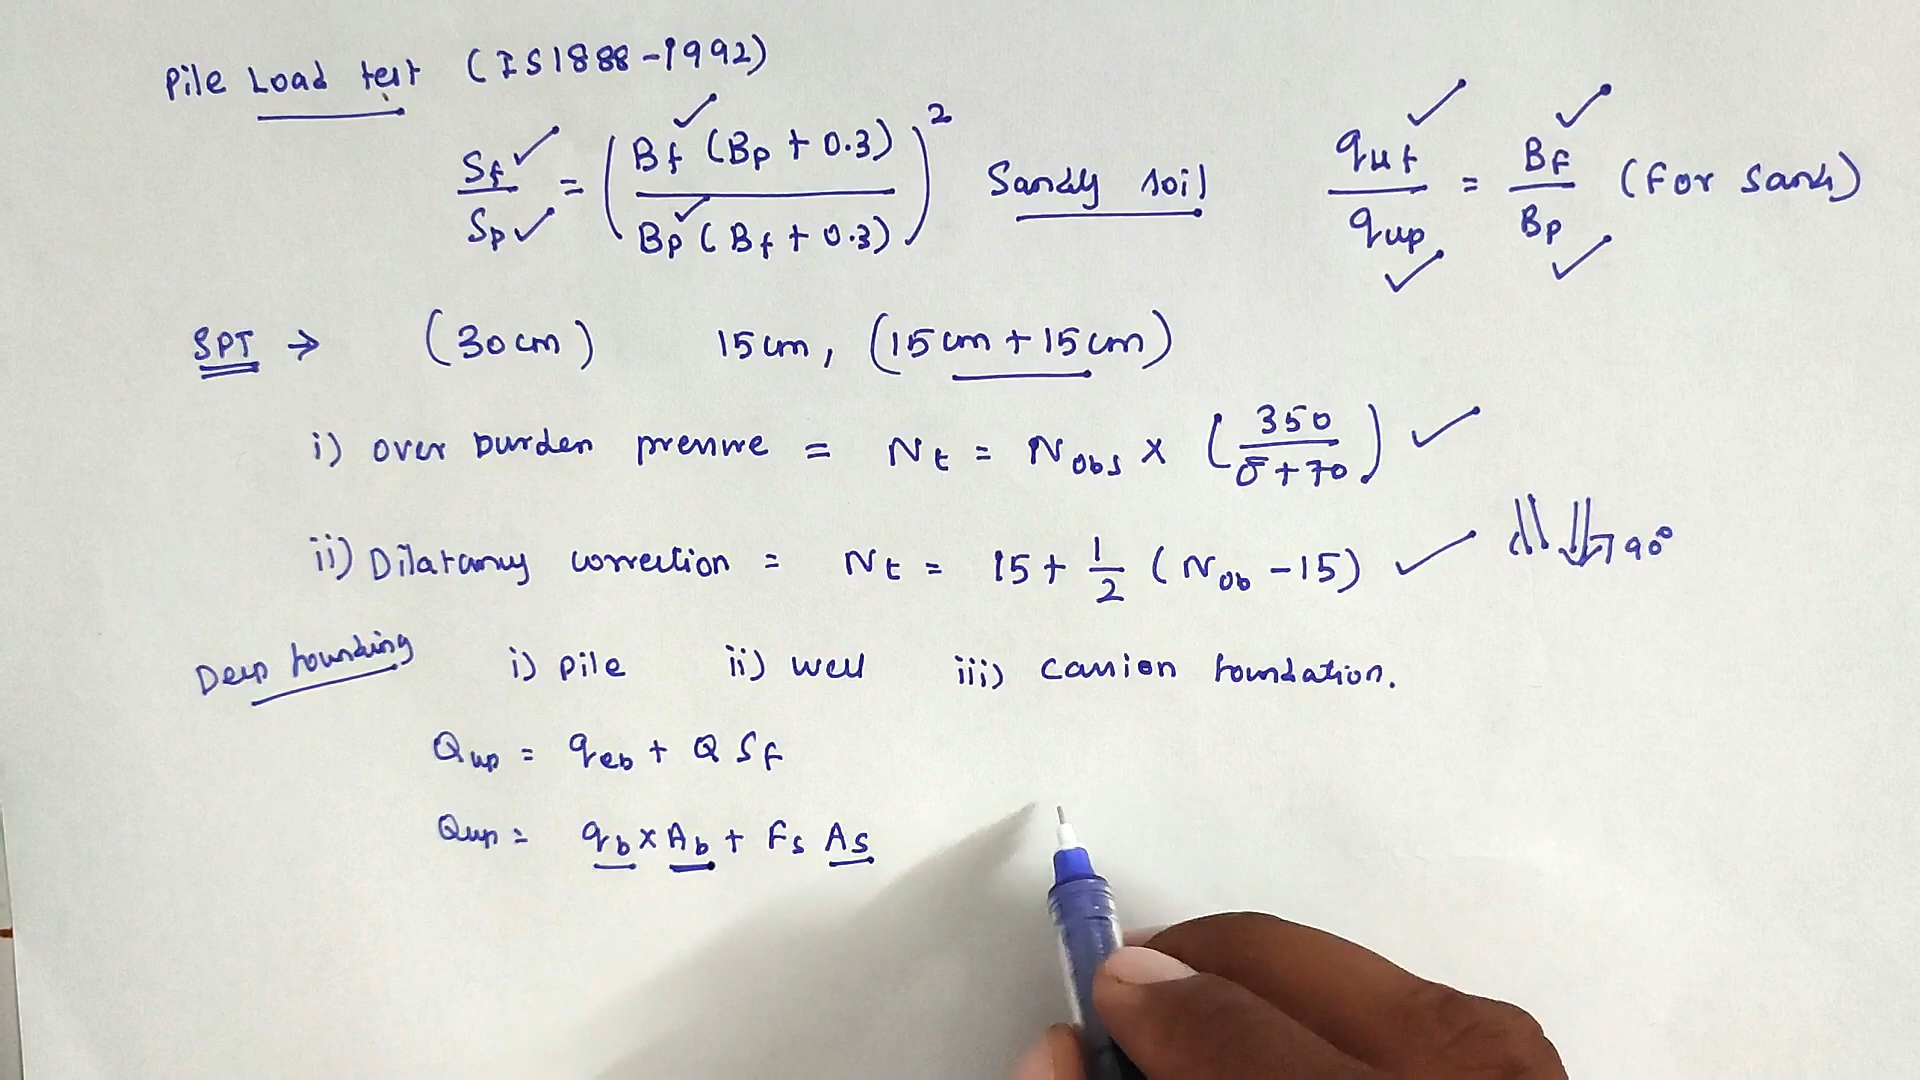 Pile Load test (IS1888-1992)
Sf/Sp = (Bf (Bp + 0.3) / Bp (Bf + 0.3))² Sandy soil
quf/qup = Bf/Bp (For sand)
SPT → (30cm) 15cm, (15cm + 15cm)
i) over burden pressure = Nt = Nobs × (350 / σ̄ + 70)
ii) Dilatancy correction = Nt = 15 + 1/2 (Nob - 15)
90°
Deep i) pile ii) well iii) caission foundation.
Qup = qeb + Q Sf
Qup = qb × Ab + Fs As